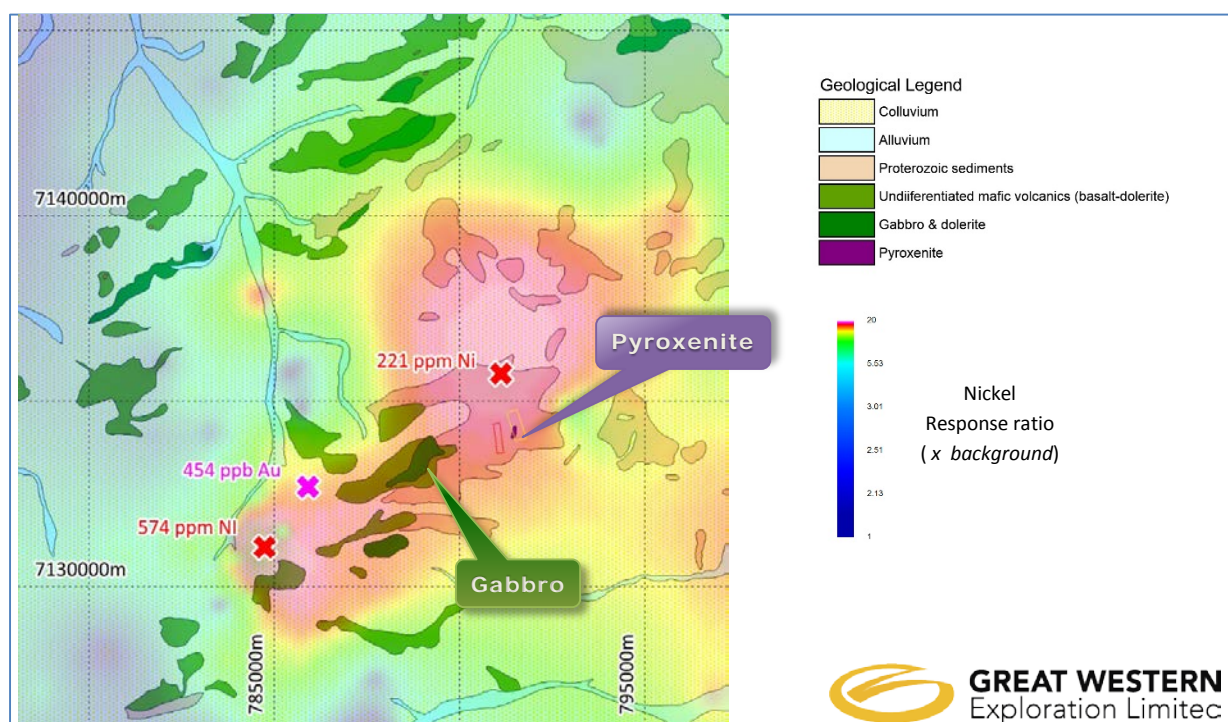 7140000m
221 ppm Ni
Pyroxenite
454 ppb Au
574 ppm NI
7130000m
Gabbro
785000m
795000m
Geological Legend
Colluvium
Alluvium
Proterozoic sediments
Undiiferentiated mafic volcanics (basalt-dolerite)
Gabbro & dolerite
Pyroxenite
20
5.53
3.01
2.51
2.13
1
Nickel
Response ratio
( x background)
GREAT WESTERN
Exploration Limitec